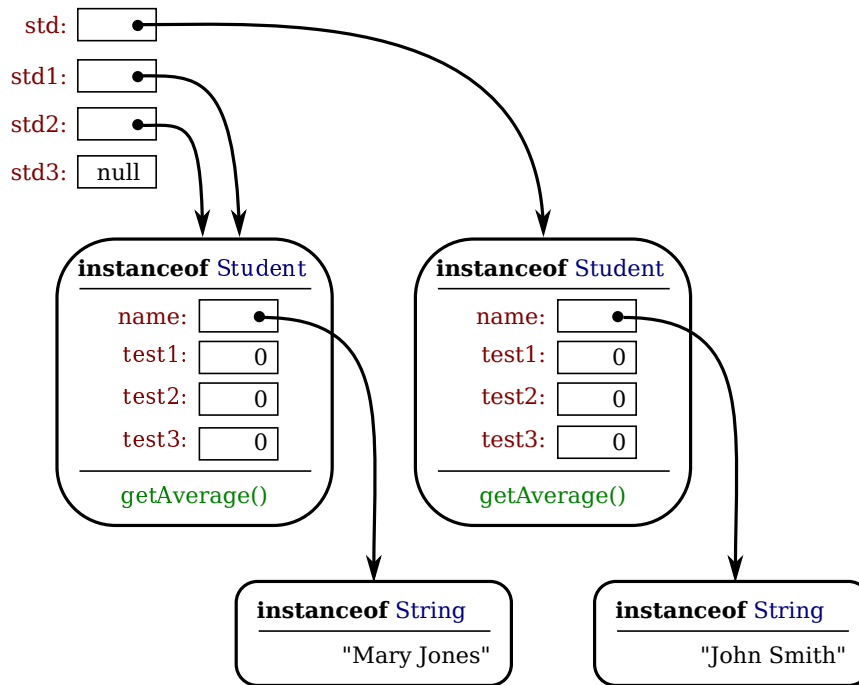 std:
std1:
std2:
std3: null
instanceof Student
name:
test1: 0
test2: 0
test3: 0
getAverage()
instanceof Student
name:
test1: 0
test2: 0
test3: 0
getAverage()
instanceof String
"Mary Jones"
instanceof String
"John Smith"